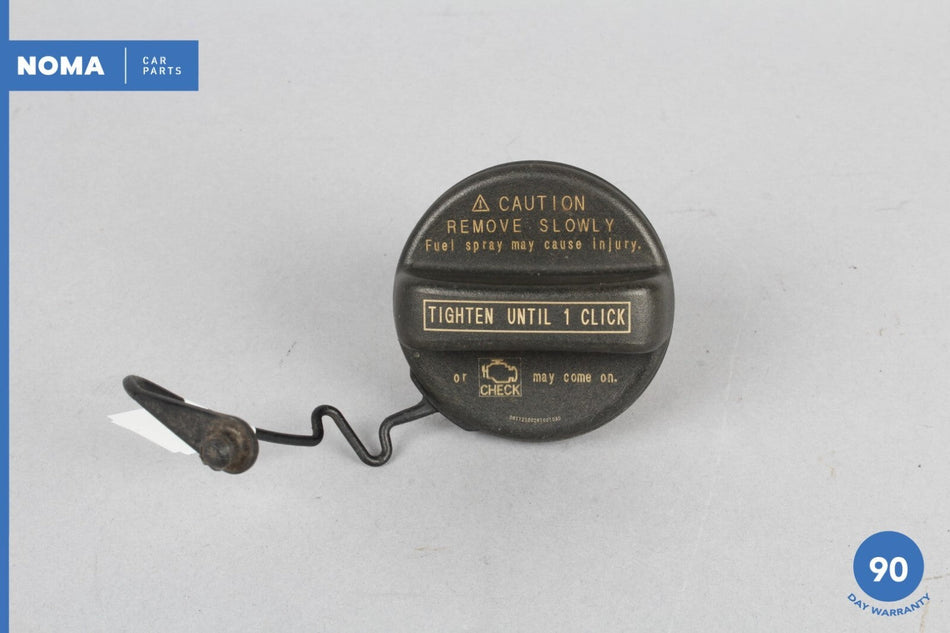 NOMA
CAR
PARTS
⚠ CAUTION
REMOVE SLOWLY
Fuel spray may cause injury.
TIGHTEN UNTIL 1 CLICK
or CHECK may come on.
90
DAY WARRANTY